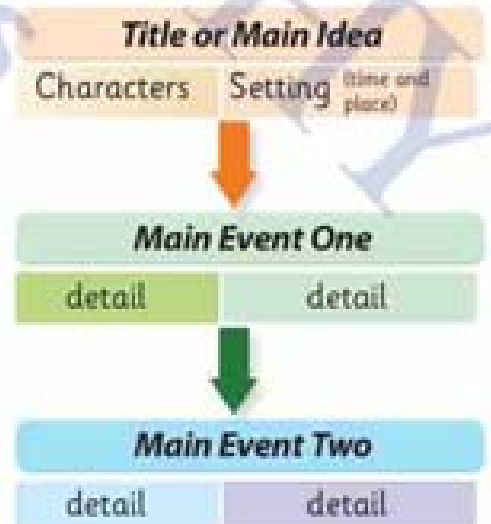 Title or Main Idea
Characters Setting (time and place)
Main Event One
detail detail
Main Event Two
detail detail